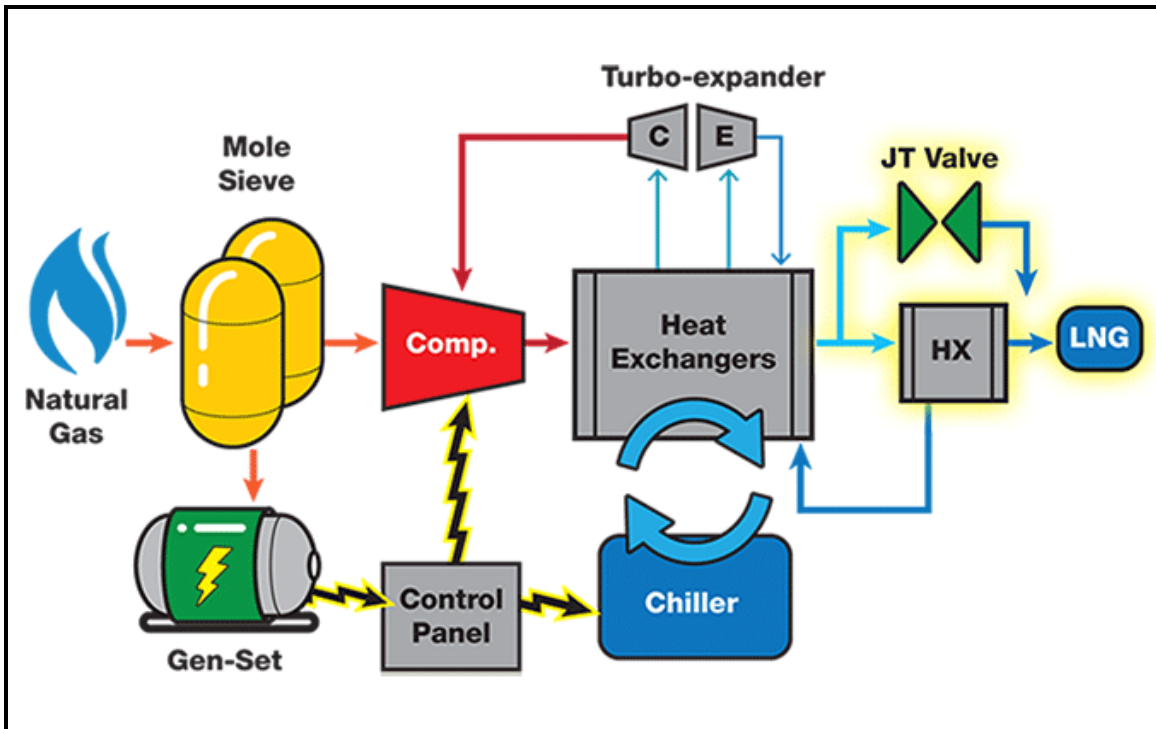 Turbo-expander
C
E
JT Valve
Mole
Sieve
Natural
Gas
Comp.
Heat
Exchangers
HX
LNG
Gen-Set
Control
Panel
Chiller